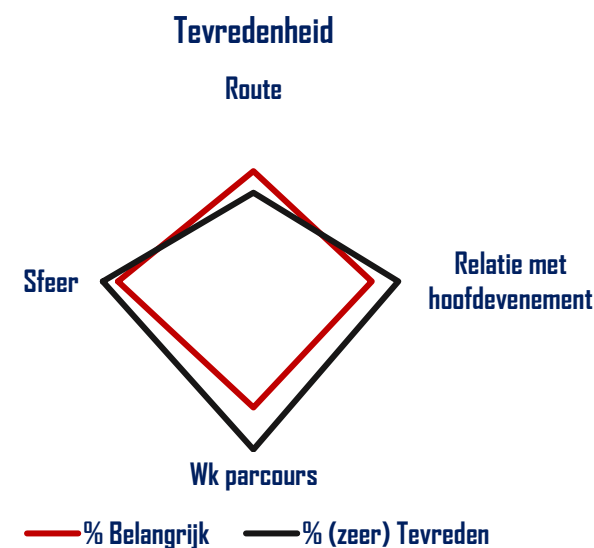 Tevredenheid
Route
Sfeer
Relatie met
hoofdevenement
Wk parcours
% Belangrijk
% (zeer) Tevreden